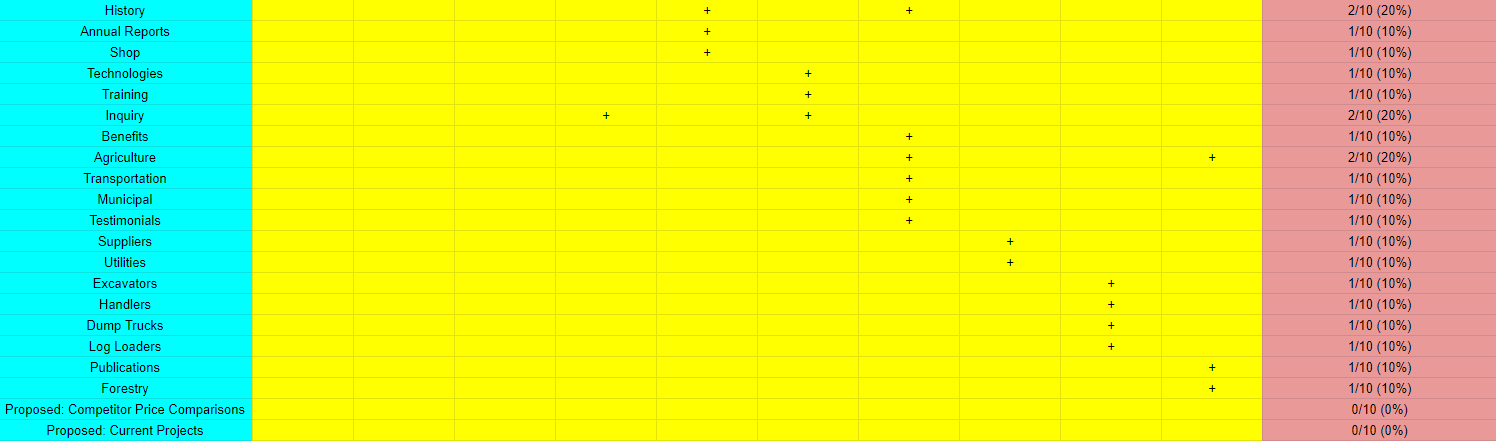 History + + 2/10 (20%)
Annual Reports + 1/10 (10%)
Shop + 1/10 (10%)
Technologies + 1/10 (10%)
Training + 1/10 (10%)
Inquiry + + 2/10 (20%)
Benefits + 1/10 (10%)
Agriculture + + 2/10 (20%)
Transportation + 1/10 (10%)
Municipal + 1/10 (10%)
Testimonials + 1/10 (10%)
Suppliers + 1/10 (10%)
Utilities + 1/10 (10%)
Excavators + 1/10 (10%)
Handlers + 1/10 (10%)
Dump Trucks + 1/10 (10%)
Log Loaders + 1/10 (10%)
Publications + 1/10 (10%)
Forestry + 1/10 (10%)
Proposed: Competitor Price Comparisons 0/10 (0%)
Proposed: Current Projects 0/10 (0%)